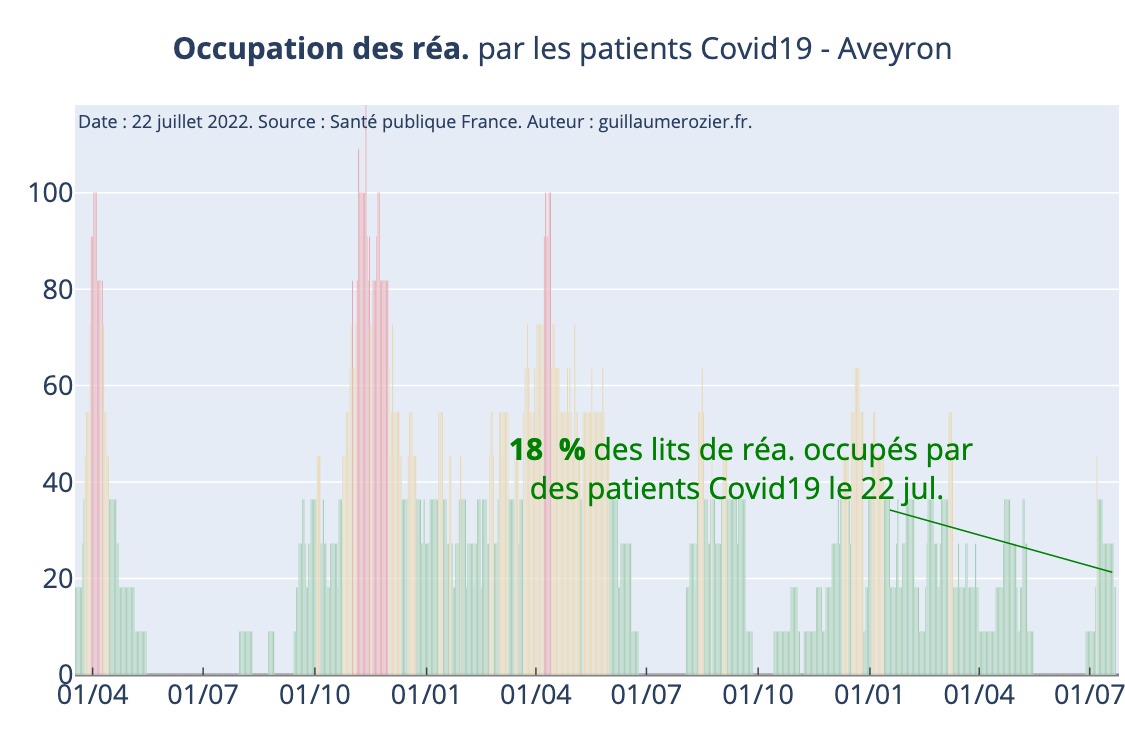 Occupation des réa. par les patients Covid19 - Aveyron
Date : 22 juillet 2022. Source : Santé publique France. Auteur : guillaumerozier.fr.
100
80
60
18 % des lits de réa. occupés par
40
des patients Covid19 le 22 jul.
20
0
01/04 01/07 01/10 01/01 01/04 01/07 01/10 01/01 01/04 01/07